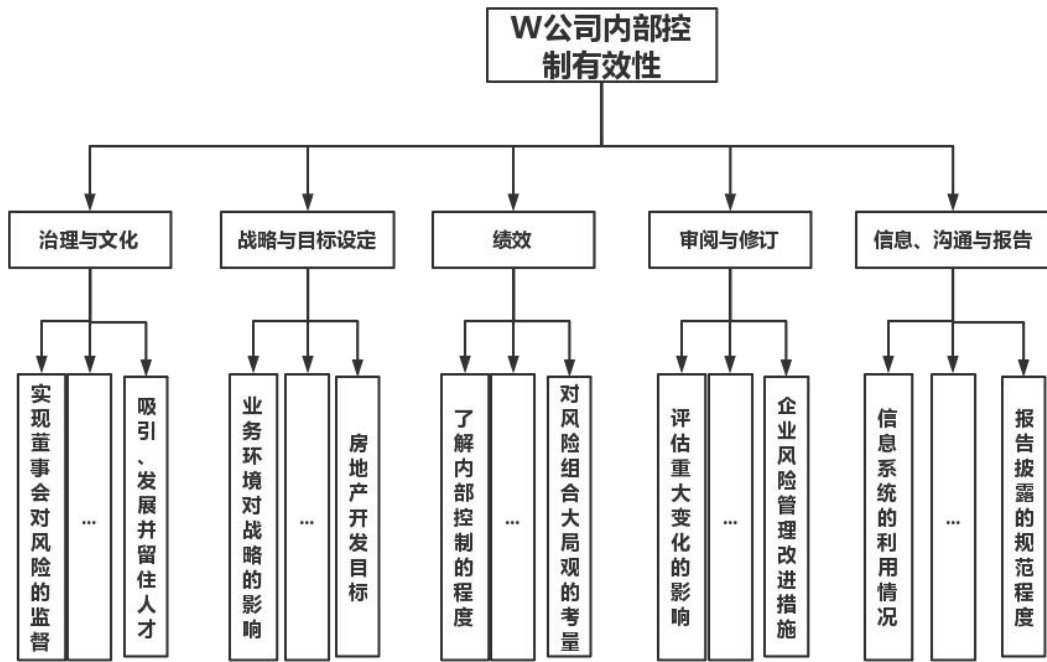 W公司内部控
制有效性
治理与文化
战略与目标设定
绩效
审阅与修订
信息、沟通与报告
实现董事会对风险的监督
...
吸引、发展并留住人才
业务环境对战略的影响
...
房地产开发目标
了解内部控制的程度
...
对风险组合大局观的考量
评估重大变化的影响
...
企业风险管理改进措施
信息系统的利用情况
...
报告披露的规范程度